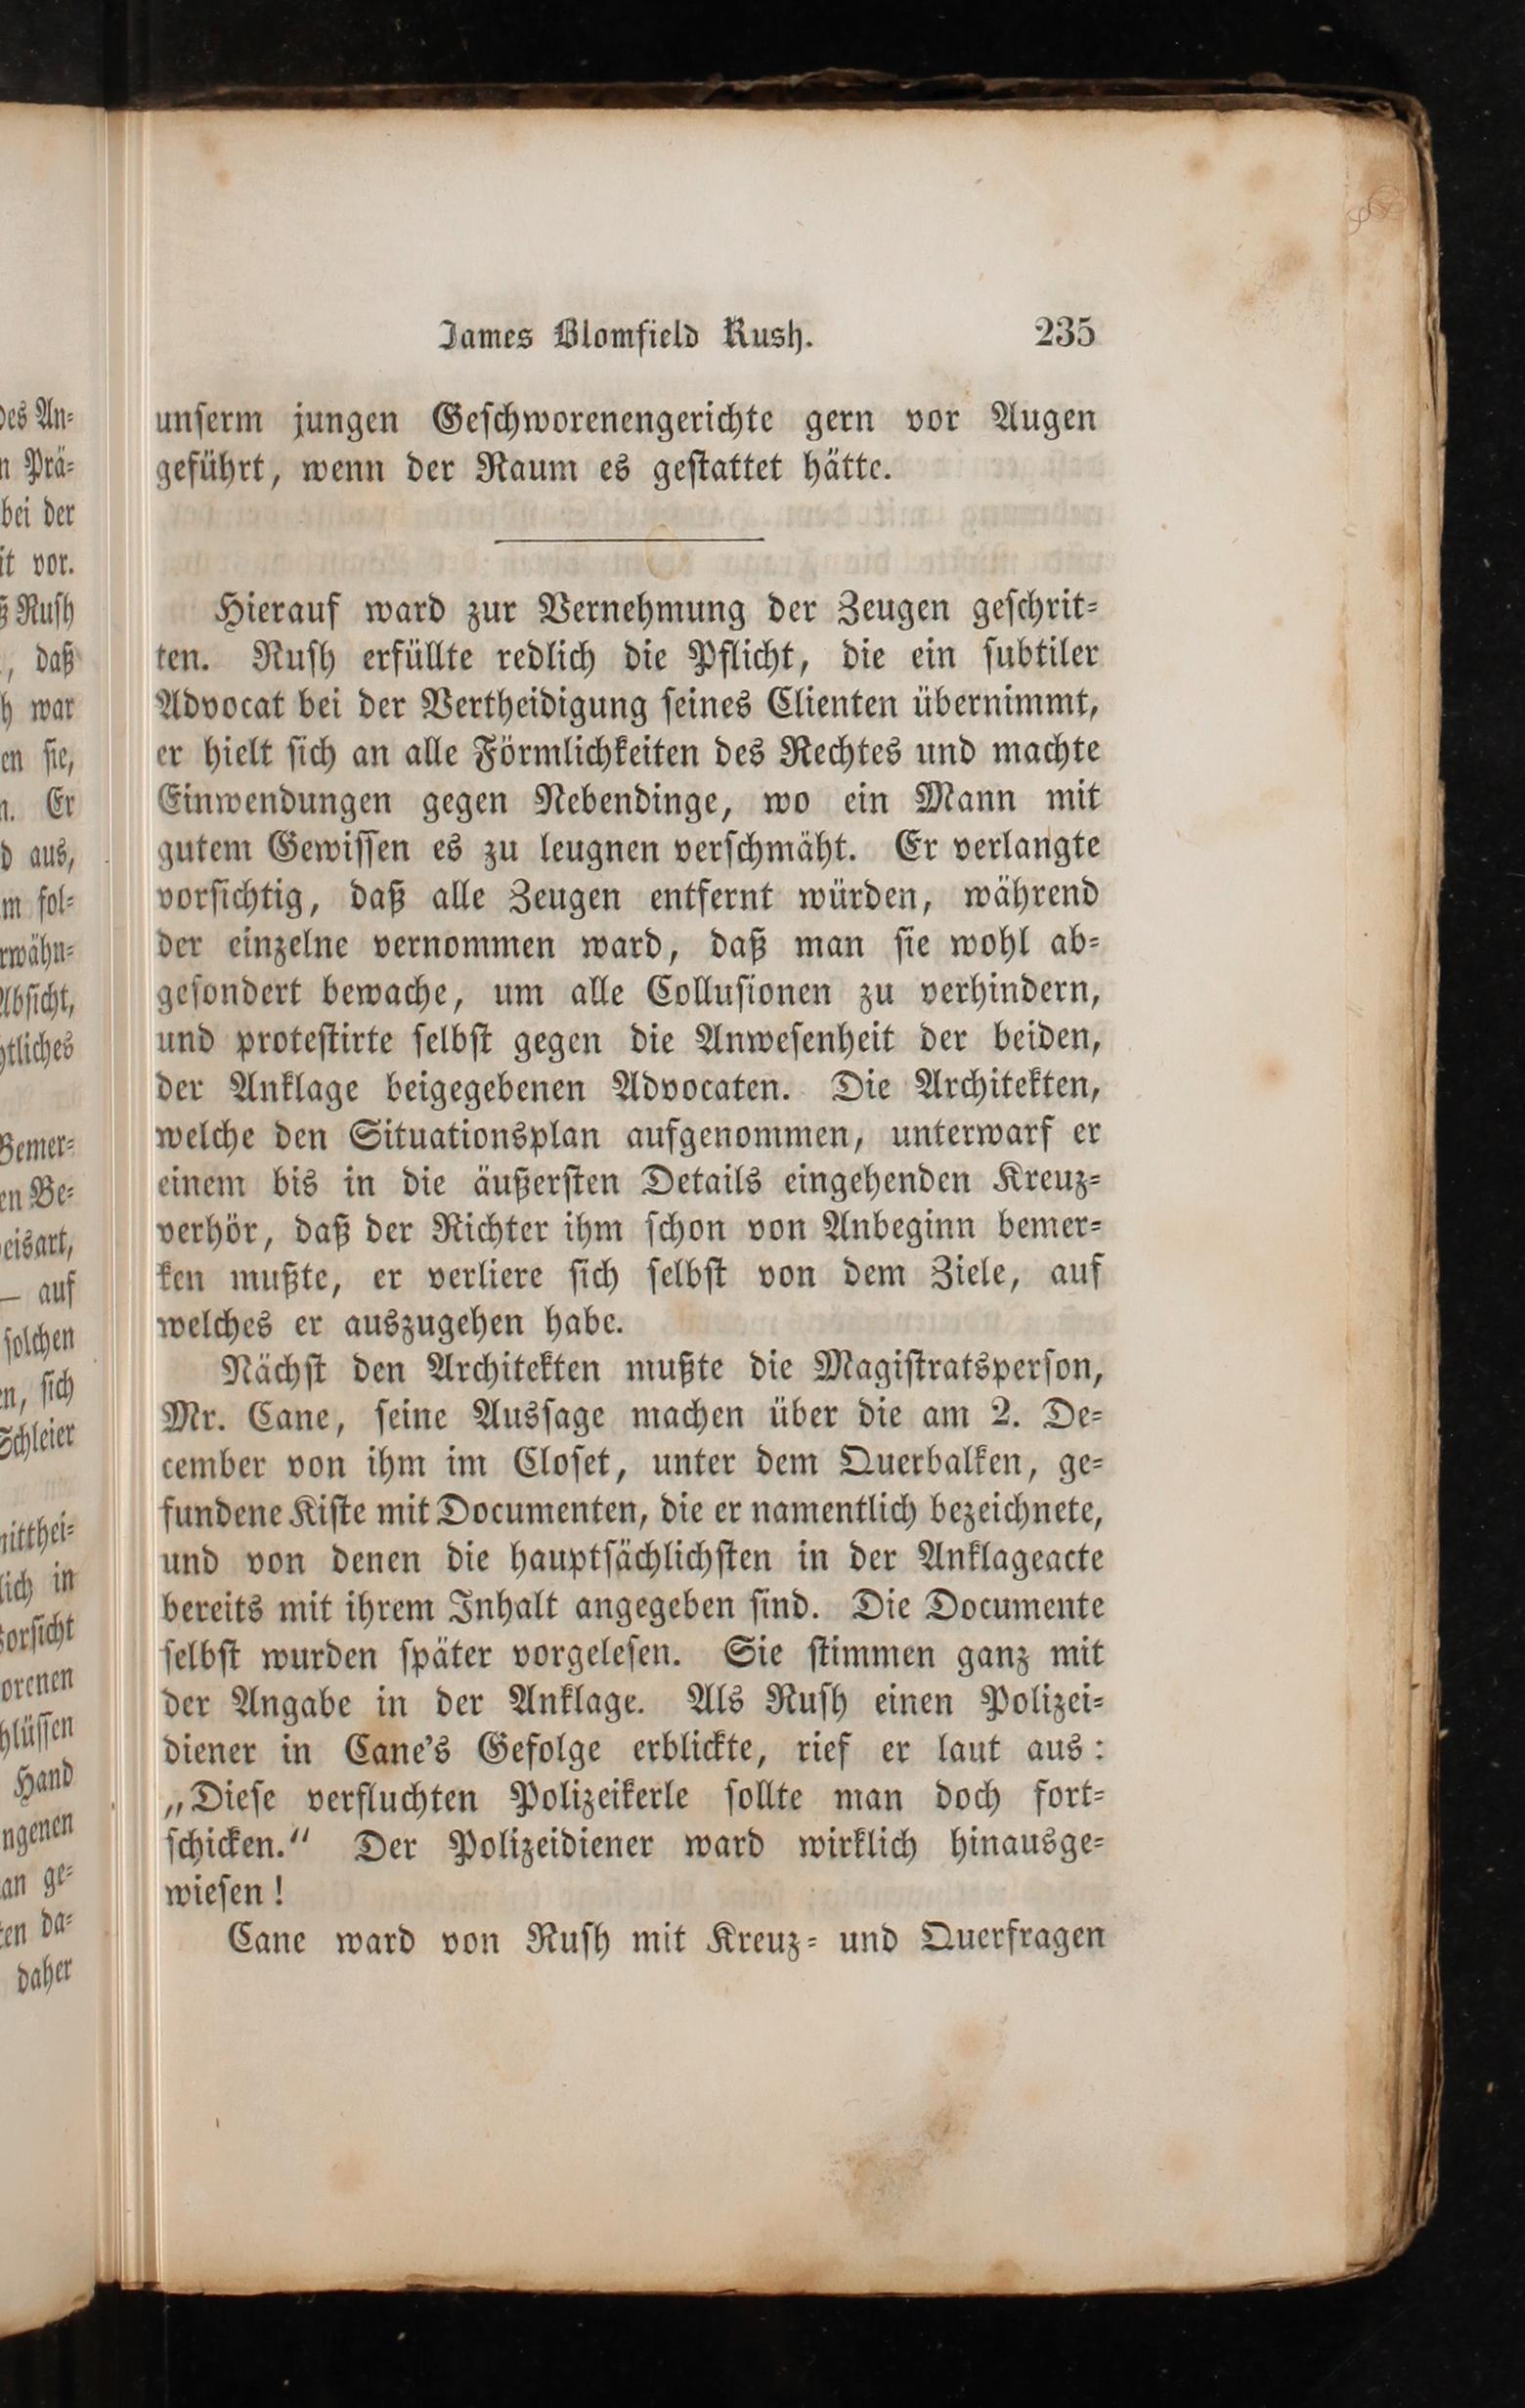 James Blomfield Rush. 235
unserm jungen Geschworenengerichte gern vor Augen
geführt, wenn der Raum es gestattet hätte.
Hierauf ward zur Vernehmung der Zeugen geschrit-
ten. Rush erfüllte redlich die Pflicht, die ein subtiler
Advocat bei der Vertheidigung seines Clienten übernimmt,
er hielt sich an alle Förmlichkeiten des Rechtes und machte
Einwendungen gegen Nebendinge, wo ein Mann mit
gutem Gewissen es zu leugnen verschmäht. Er verlangte
vorsichtig, daß alle Zeugen entfernt würden, während
der einzelne vernommen ward, daß man sie wohl ab-
gesondert bewache, um alle Collusionen zu verhindern,
und protestirte selbst gegen die Anwesenheit der beiden,
der Anklage beigegebenen Advocaten. Die Architekten,
welche den Situationsplan aufgenommen, unterwarf er
einem bis in die äußersten Details eingehenden Kreuz-
verhör, daß der Richter ihm schon von Anbeginn bemer-
ken mußte, er verliere sich selbst von dem Ziele, auf
welches er auszugehen habe.
Nächst den Architekten mußte die Magistratsperson,
Mr. Cane, seine Aussage machen über die am 2. De-
cember von ihm im Closet, unter dem Querbalken, ge-
fundene Kiste mit Documenten, die er namentlich bezeichnete,
und von denen die hauptsächlichsten in der Anklageacte
bereits mit ihrem Inhalt angegeben sind. Die Documente
selbst wurden später vorgelesen. Sie stimmen ganz mit
der Angabe in der Anklage. Als Rush einen Polizei-
diener in Cane's Gefolge erblickte, rief er laut aus:
„Diese verfluchten Polizeikerle sollte man doch fort-
schicken.“ Der Polizeidiener ward wirklich hinausge-
wiesen!
Cane ward von Rush mit Kreuz- und Querfragen